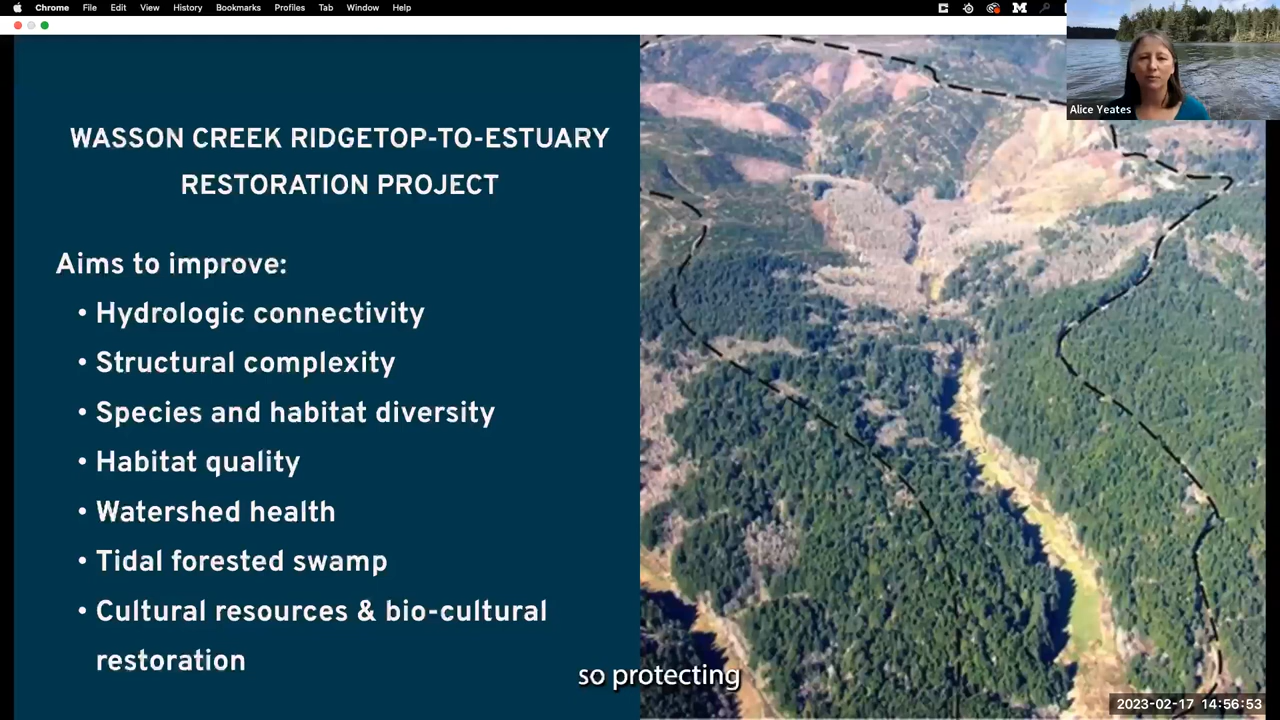 Chrome File Edit View History Bookmarks Profiles Tab Window Help
Alice Yeates
WASSON CREEK RIDGETOP-TO-ESTUARY
RESTORATION PROJECT
Aims to improve:
• Hydrologic connectivity
• Structural complexity
• Species and habitat diversity
• Habitat quality
• Watershed health
• Tidal forested swamp
• Cultural resources & bio-cultural
restoration
so protecting
2023-02-17 14:56:53